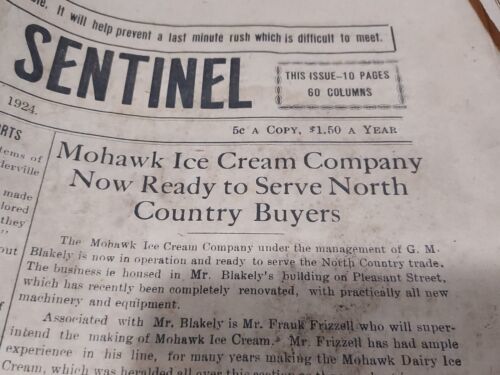 It will help prevent a last minute rush which is difficult to meet.
SENTINEL
THIS ISSUE—10 PAGES
60 COLUMNS
1924.
5c A COPY, $1.50 A YEAR
Mohawk Ice Cream Company
Now Ready to Serve North
Country Buyers
The Mohawk Ice Cream Company under the management of G. M.
Blakely is now in operation and ready to serve the North Country trade.
The business ie housed in Mr. Blakely's building on Pleasant Street,
which has recently been completely renovated, with practically all new
machinery and equipment.
Associated with Mr. Blakely is Mr. Frank Frizzell who will super-
intend the making of Mohawk Ice Cream. Mr. Frizzell has had ample
experience in his line, for many years making the Mohawk Dairy Ice
Cream, which was heralded all over this section
made
they